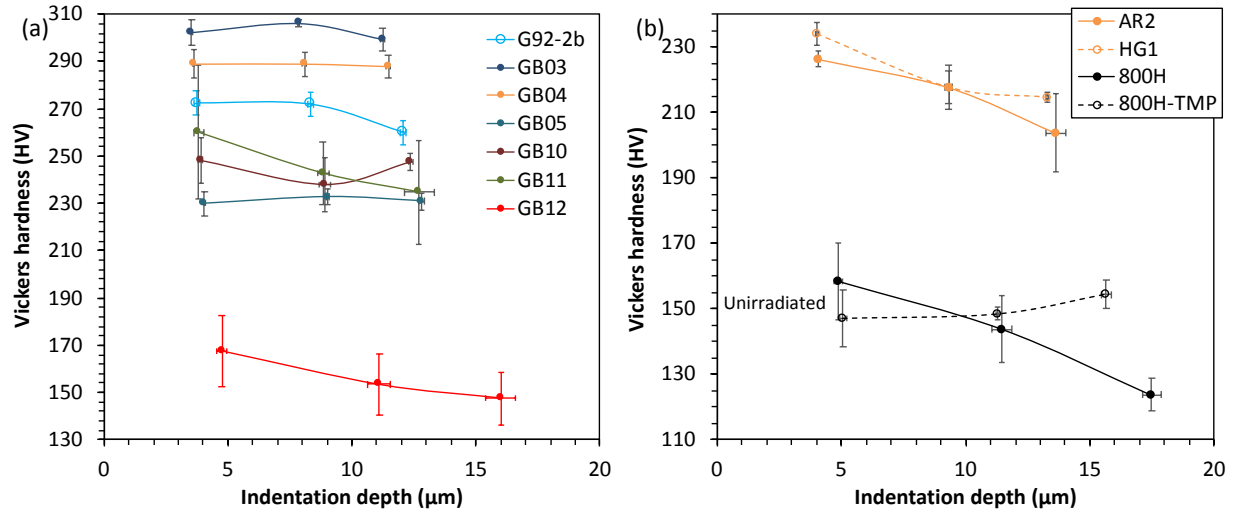 (a)
310
290
270
250
230
210
190
170
150
130
Vickers hardness (HV)
0 5 10 15 20
Indentation depth (µm)
G92-2b
GB03
GB04
GB05
GB10
GB11
GB12
(b)
230
210
190
170
150
130
110
Vickers hardness (HV)
0 5 10 15 20
Indentation depth (µm)
AR2
HG1
800H
800H-TMP
Unirradiated